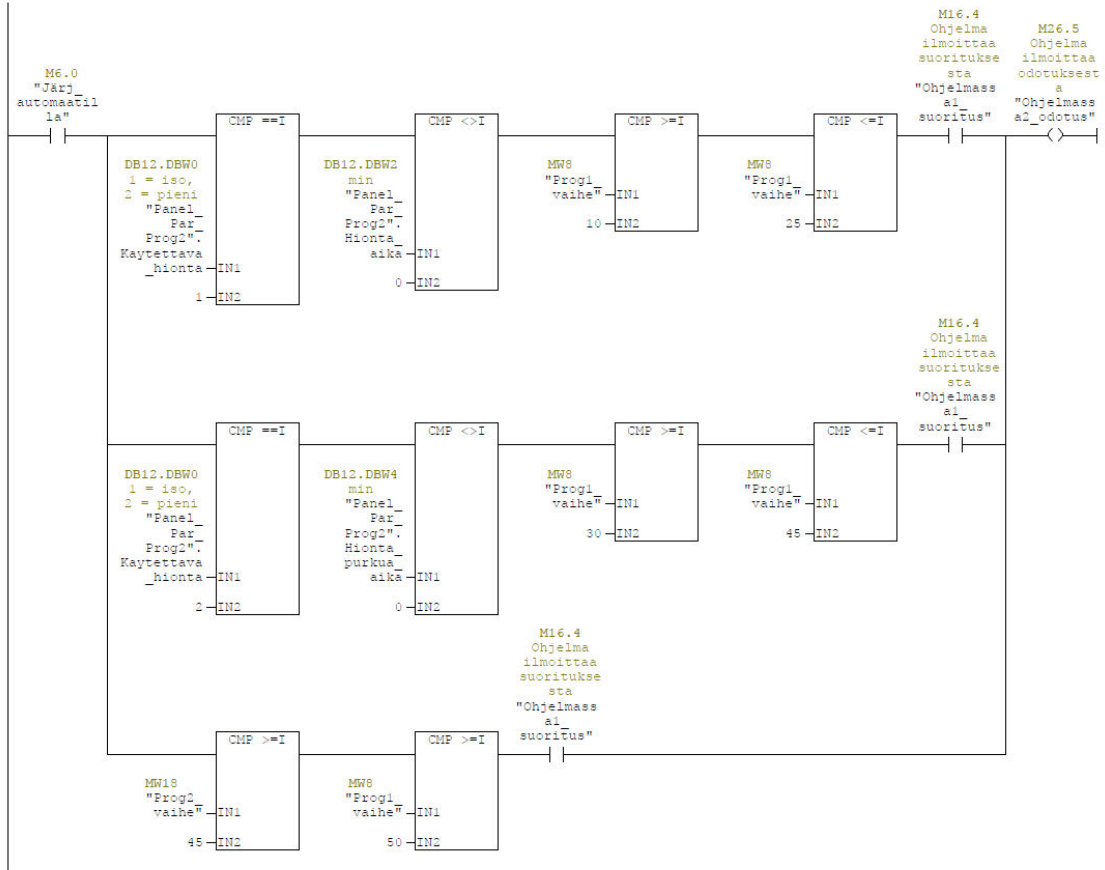 M6.0
"Järj_
automaatil
la"
CMP ==I
DB12.DBW0
1 = iso,
2 = pieni
"Panel_
Par_
Prog2".
Kaytettava
_hionta
IN1
1
IN2
CMP <>I
DB12.DBW2
min
"Panel_
Par_
Prog2".
Hionta_
aika
IN1
0
IN2
CMP >=I
MW8
"Prog1_
vaihe"
IN1
10
IN2
CMP <=I
MW8
"Prog1_
vaihe"
IN1
25
IN2
M16.4
Ohjelma
ilmoittaa
suoritukse
sta
"Ohjelmass
a1_
suoritus"
M26.5
Ohjelma
ilmoittaa
odotuksest
a
"Ohjelmass
a2_odotus"
CMP ==I
DB12.DBW0
1 = iso,
2 = pieni
"Panel_
Par_
Prog2".
Kaytettava
_hionta
IN1
2
IN2
CMP <>I
DB12.DBW4
min
"Panel_
Par_
Prog2".
Hionta_
purkua_
aika
IN1
0
IN2
CMP >=I
MW8
"Prog1_
vaihe"
IN1
30
IN2
CMP <=I
MW8
"Prog1_
vaihe"
IN1
45
IN2
M16.4
Ohjelma
ilmoittaa
suoritukse
sta
"Ohjelmass
a1_
suoritus"
CMP >=I
MW18
"Prog2_
vaihe"
IN1
45
IN2
CMP >=I
MW8
"Prog1_
vaihe"
IN1
50
IN2
M16.4
Ohjelma
ilmoittaa
suoritukse
sta
"Ohjelmass
a1_
suoritus"